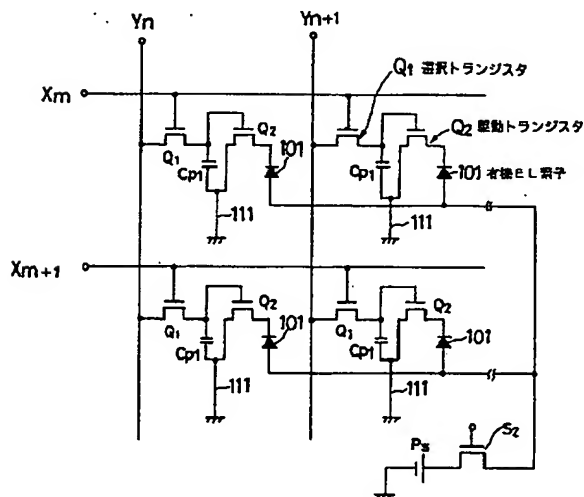 Yn
Yn+1
Q1 選択トランジスタ
Xm
Q2
Q2 駆動トランジスタ
101
101 有機EL素子
Q1
Cp1
Cp1
111
111
Xm+1
Q1
Q2
101
Q1
Q2
101
Cp1
Cp1
111
111
S2
Ps